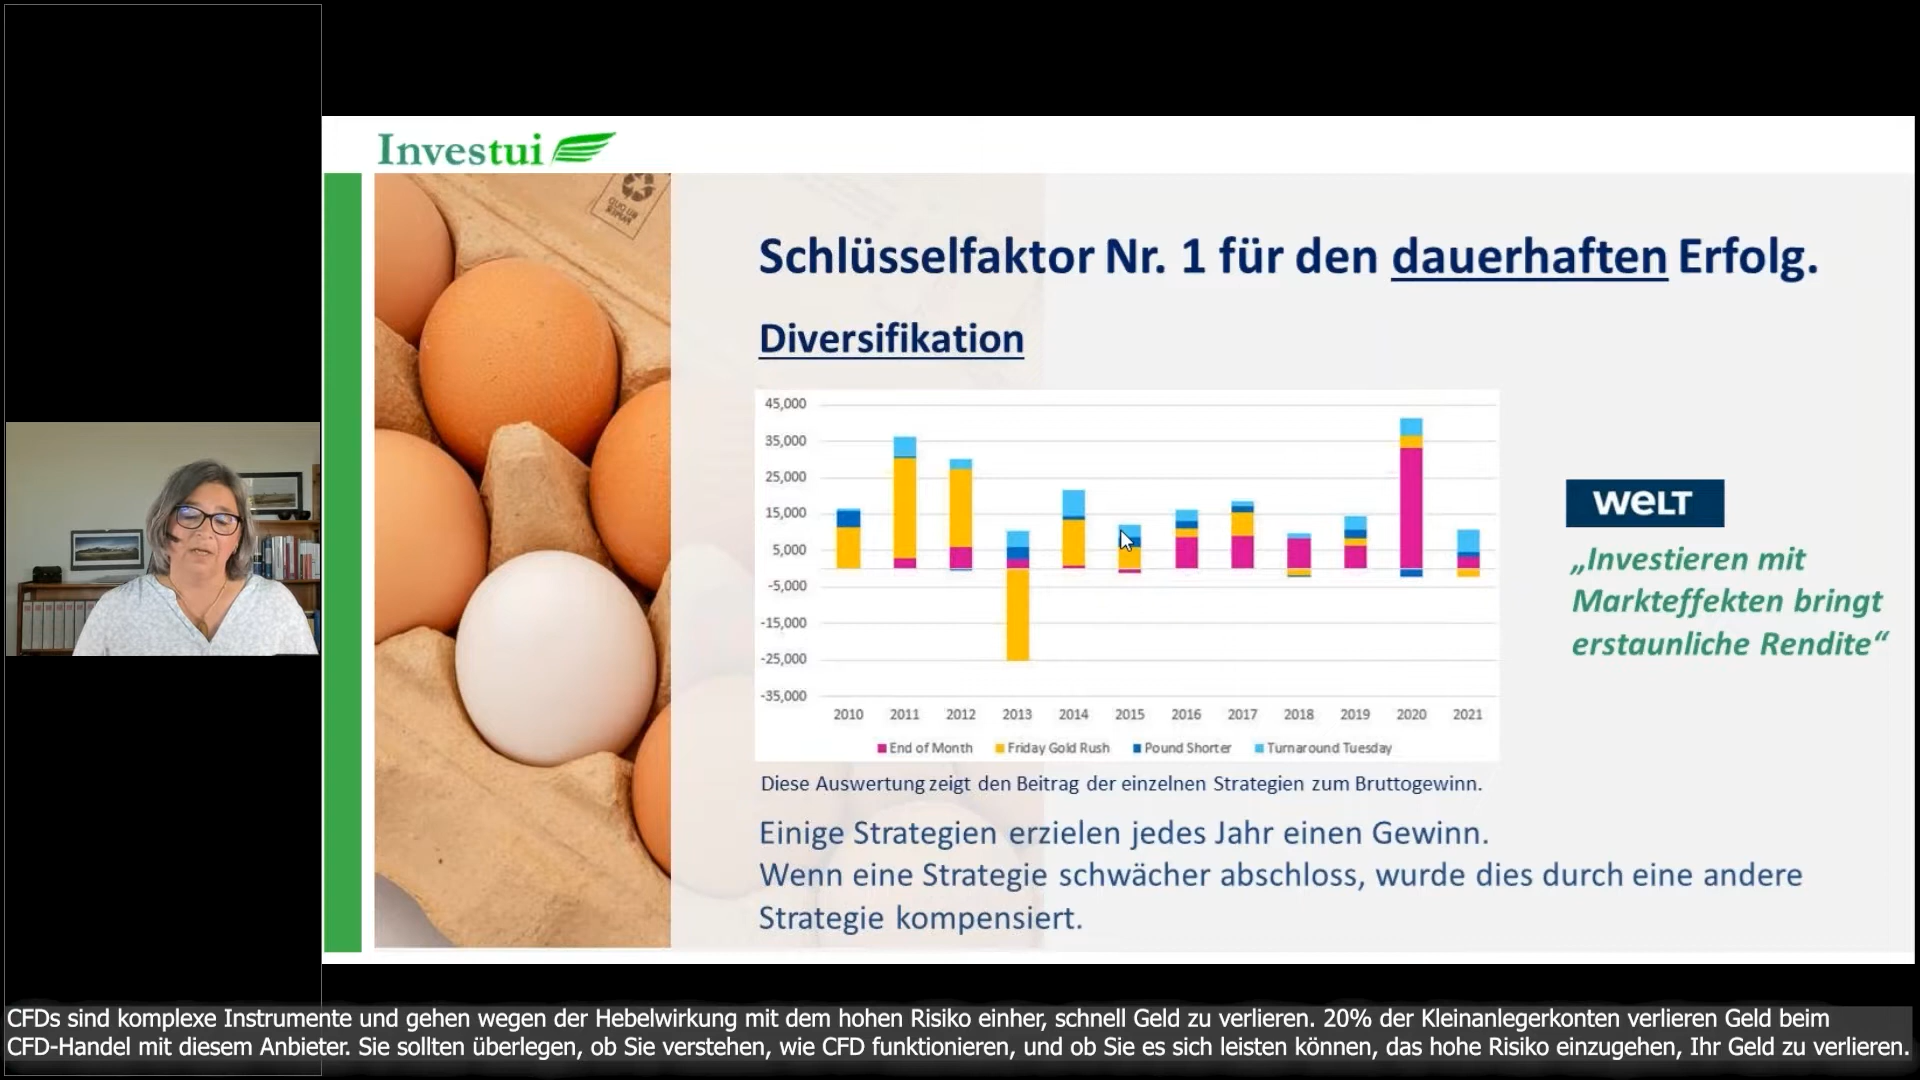 Investui
Schlüsselfaktor Nr. 1 für den dauerhaften Erfolg.
Diversifikation
45,000
35,000
25,000
15,000
5,000
-5,000
-15,000
-25,000
-35,000
2010 2011 2012 2013 2014 2015 2016 2017 2018 2019 2020 2021
End of Month Friday Gold Rush Pound Shorter Turnaround Tuesday
Diese Auswertung zeigt den Beitrag der einzelnen Strategien zum Bruttogewinn.
WELT
„Investieren mit
Markteffekten bringt
erstaunliche Rendite“
Einige Strategien erzielen jedes Jahr einen Gewinn.
Wenn eine Strategie schwächer abschloss, wurde dies durch eine andere
Strategie kompensiert.
CFDs sind komplexe Instrumente und gehen wegen der Hebelwirkung mit dem hohen Risiko einher, schnell Geld zu verlieren. 20% der Kleinanlegerkonten verlieren Geld beim
CFD-Handel mit diesem Anbieter. Sie sollten überlegen, ob Sie verstehen, wie CFD funktionieren, und ob Sie es sich leisten können, das hohe Risiko einzugehen, Ihr Geld zu verlieren.